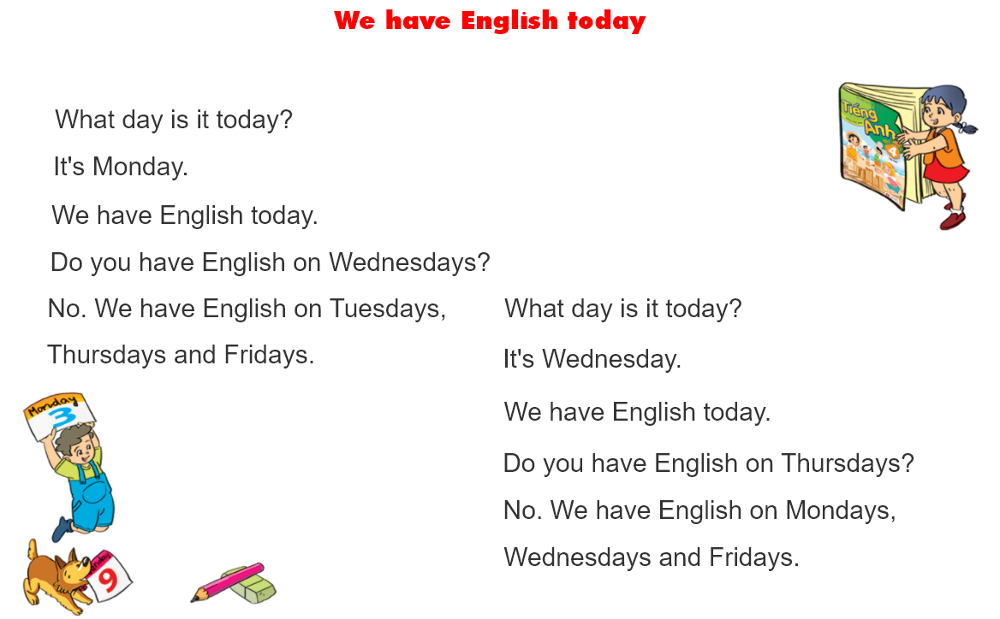 We have English today
What day is it today?
It's Monday.
We have English today.
Do you have English on Wednesdays?
No. We have English on Tuesdays,
Thursdays and Fridays.
What day is it today?
It's Wednesday.
We have English today.
Do you have English on Thursdays?
No. We have English on Mondays,
Wednesdays and Fridays.
Tiếng
Anh
4
Monday
3
9